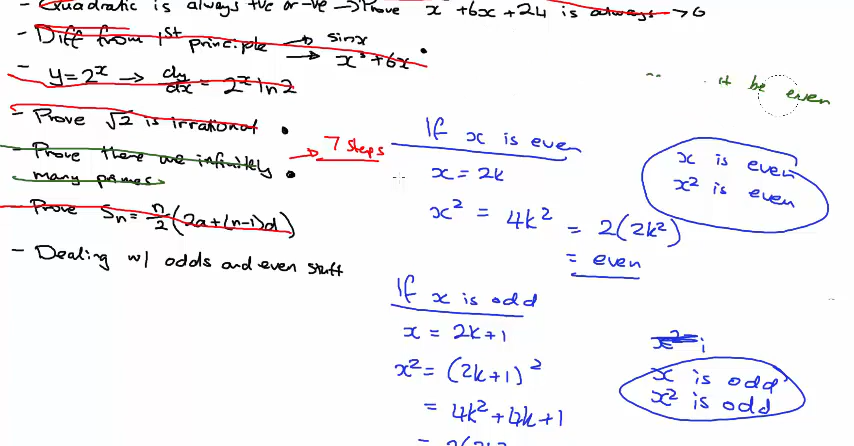 - Quadratic is always +ve or -ve → Prove x² + 6x + 24 is always > 0
- Diff from 1st principle → sinx
→ x³ + 6x
- y = 2^x → dy/dx = 2^x ln2
- Prove √2 is irrational
- Prove there are infinitely
many primes
→ 7 steps
- Prove Sn = n/2 (2a + (n-1)d)
- Dealing w/ odds and even stuff
it be even
If x is even
x = 2k
x² = 4k² = 2(2k²)
= even
x is even
x² is even
If x is odd
x = 2k+1
x² = (2k+1)²
= 4k² + 4k + 1
x² i
x is odd
x² is odd